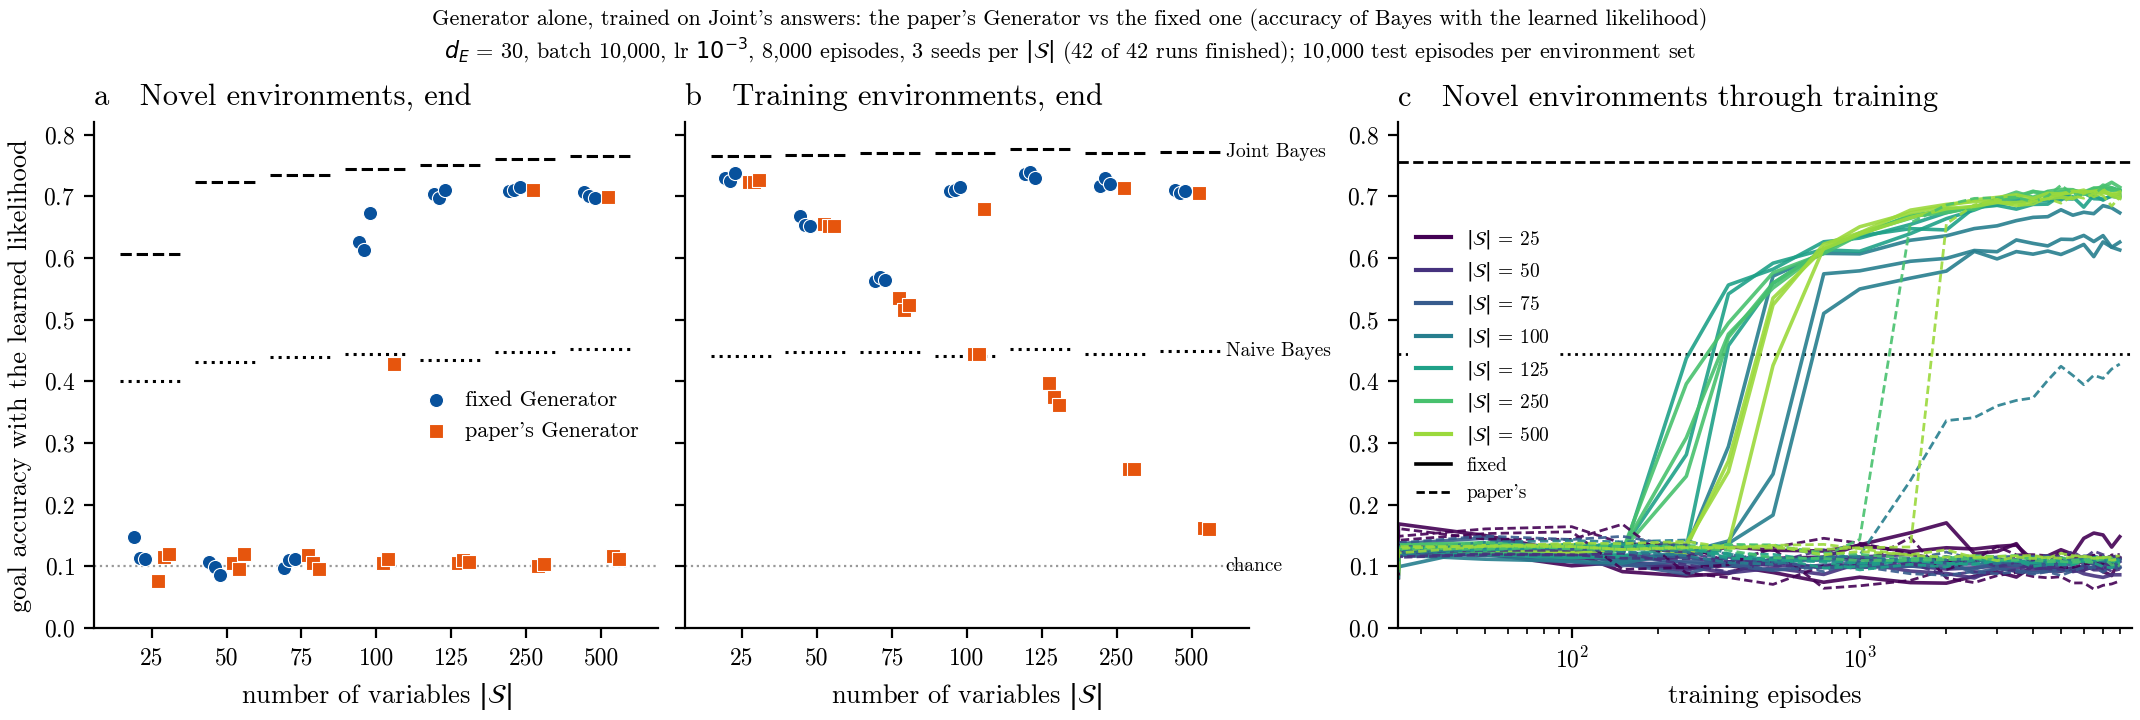 Generator alone, trained on Joint's answers: the paper's Generator vs the fixed one (accuracy of Bayes with the learned likelihood)
d_E = 30, batch 10,000, lr 10⁻³, 8,000 episodes, 3 seeds per |𝒮| (42 of 42 runs finished); 10,000 test episodes per environment set
a Novel environments, end
goal accuracy with the learned likelihood
0.8
0.7
0.6
0.5
0.4
0.3
0.2
0.1
0.0
fixed Generator
paper's Generator
25 50 75 100 125 250 500
number of variables |𝒮|
b Training environments, end
Joint Bayes
Naive Bayes
chance
25 50 75 100 125 250 500
number of variables |𝒮|
c Novel environments through training
0.8
0.7
0.6
0.5
0.4
0.3
0.2
0.1
0.0
|𝒮| = 25
|𝒮| = 50
|𝒮| = 75
|𝒮| = 100
|𝒮| = 125
|𝒮| = 250
|𝒮| = 500
fixed
paper's
10² 10³
training episodes